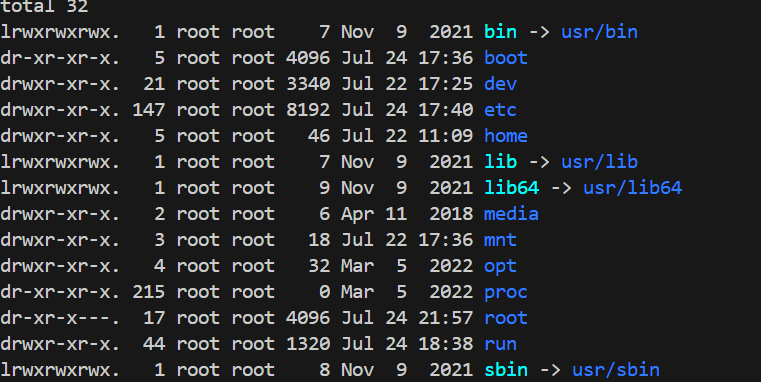 total 32
lrwxrwxrwx.   1 root root    7 Nov  9  2021 bin -> usr/bin
dr-xr-xr-x.   5 root root 4096 Jul 24 17:36 boot
drwxr-xr-x.  21 root root 3340 Jul 22 17:25 dev
drwxr-xr-x. 147 root root 8192 Jul 24 17:40 etc
drwxr-xr-x.   5 root root   46 Jul 22 11:09 home
lrwxrwxrwx.   1 root root    7 Nov  9  2021 lib -> usr/lib
lrwxrwxrwx.   1 root root    9 Nov  9  2021 lib64 -> usr/lib64
drwxr-xr-x.   2 root root    6 Apr 11  2018 media
drwxr-xr-x.   3 root root   18 Jul 22 17:36 mnt
drwxr-xr-x.   4 root root   32 Mar  5  2022 opt
dr-xr-xr-x. 215 root root    0 Mar  5  2022 proc
dr-xr-x---.  17 root root 4096 Jul 24 21:57 root
drwxr-xr-x.  44 root root 1320 Jul 24 18:38 run
lrwxrwxrwx.   1 root root    8 Nov  9  2021 sbin -> usr/sbin